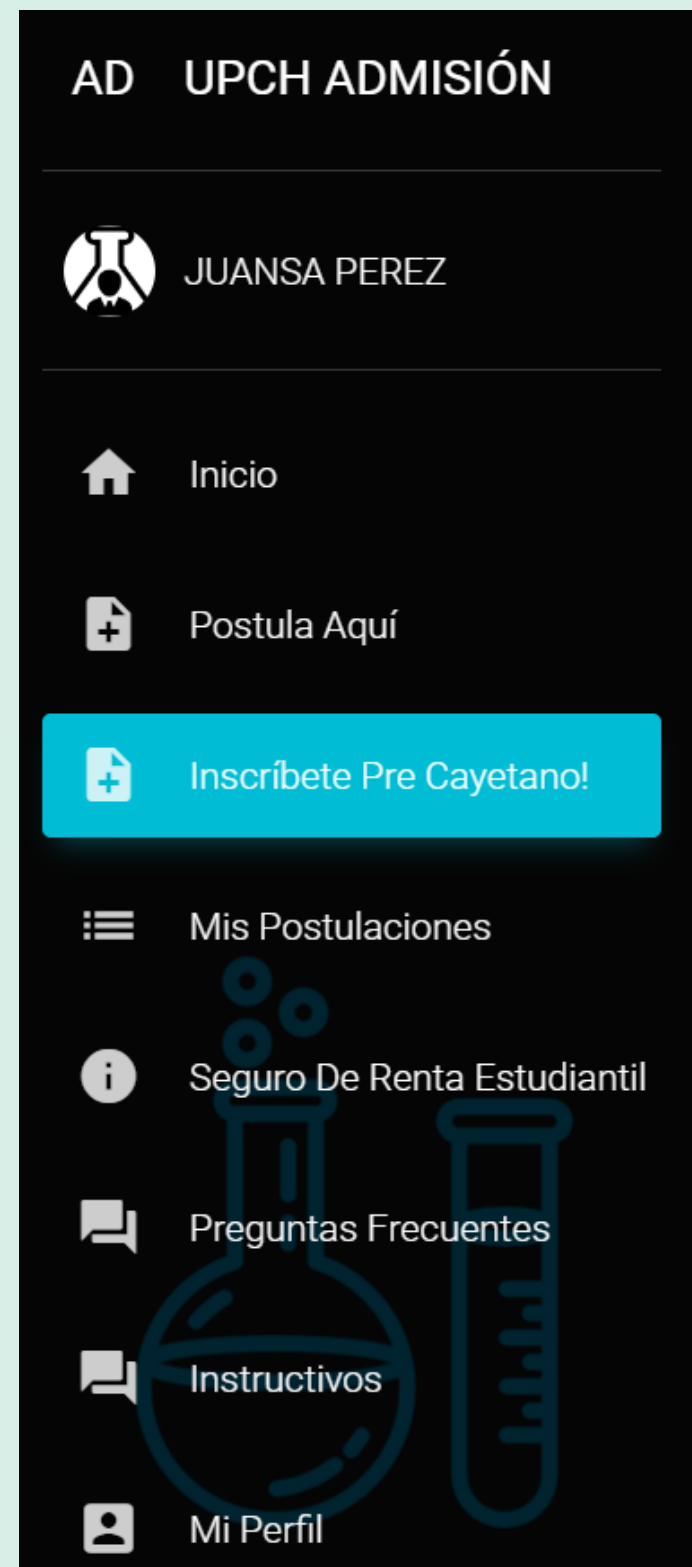 AD UPCH ADMISIÓN
JUANSA PEREZ
Inicio
Postula Aquí
Inscríbete Pre Cayetano!
Mis Postulaciones
Seguro De Renta Estudiantil
Preguntas Frecuentes
Instructivos
Mi Perfil